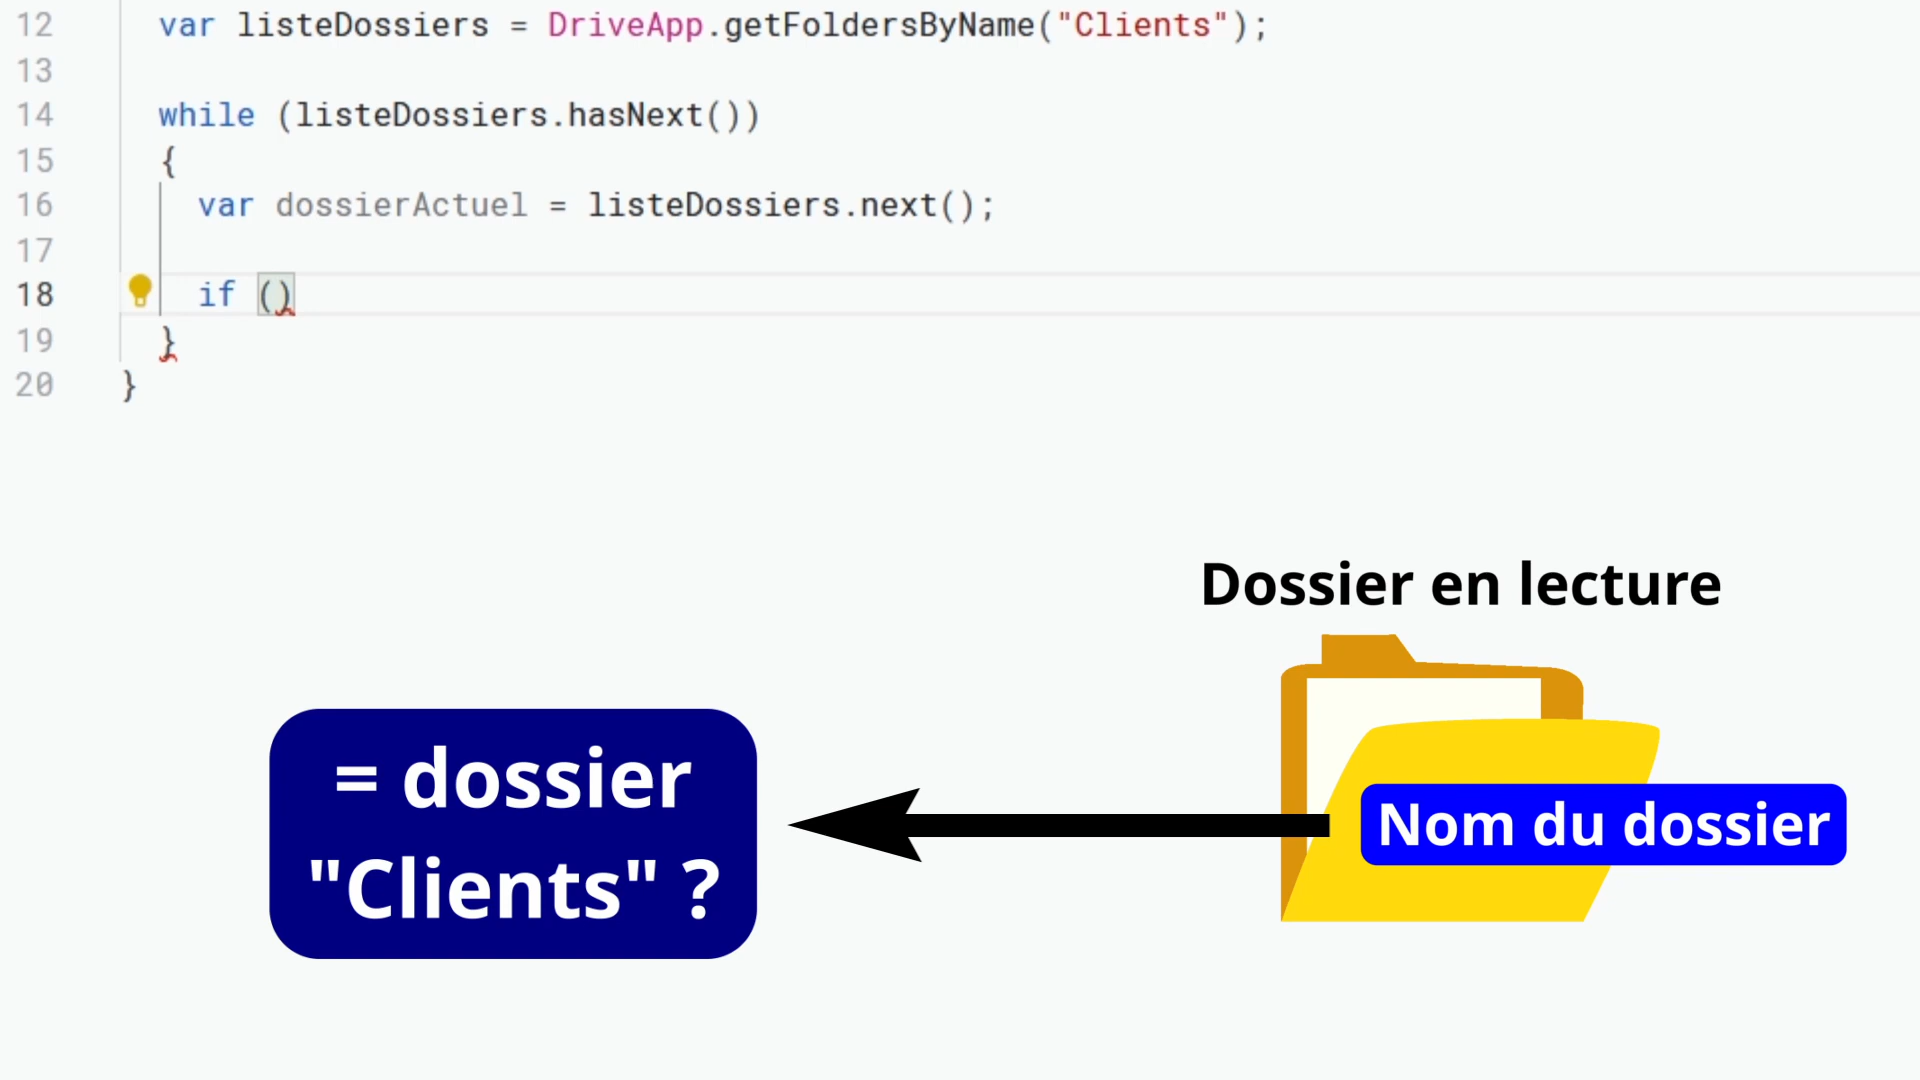 12 var listeDossiers = DriveApp.getFoldersByName("Clients");
13
14 while (listeDossiers.hasNext())
15 {
16 var dossierActuel = listeDossiers.next();
17
18 if ()
19 }
20 }
Dossier en lecture
= dossier
"Clients" ?
Nom du dossier